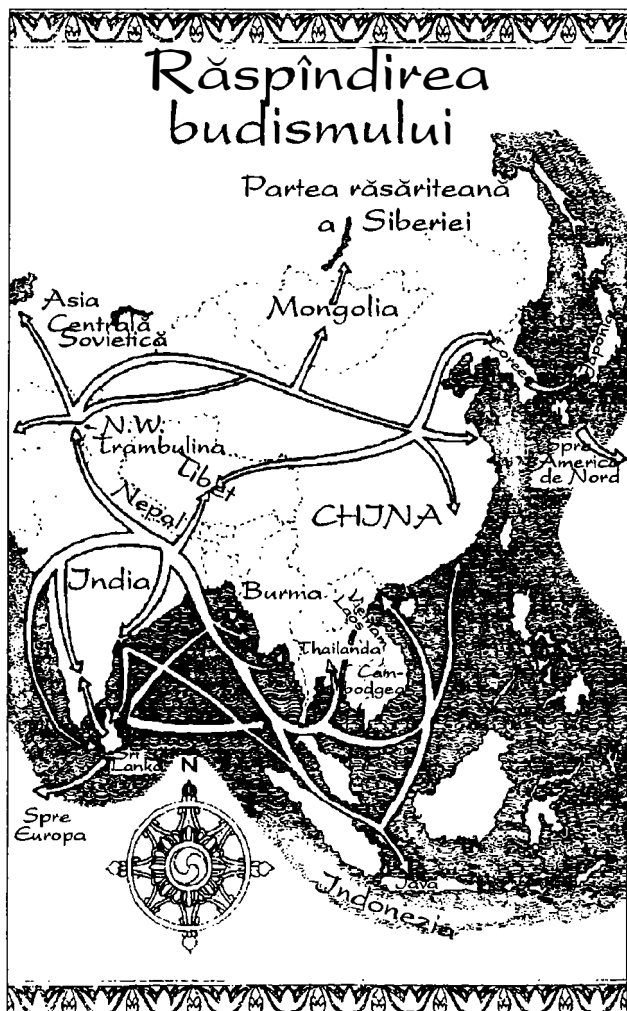 Răspîndirea
budismului
Partea răsăriteană
a Siberiei
Asia
Centrală
Sovietică
Mongolia
Coreea
Japonia
N.W.
Trambulina
Tibet
Nepal
Spre
America
de Nord
CHINA
India
Burma
Vietnam
Laos
Thailanda
Cam-
bodgea
Sri
Lanka
N
Spre
Europa
Java
Indonezia